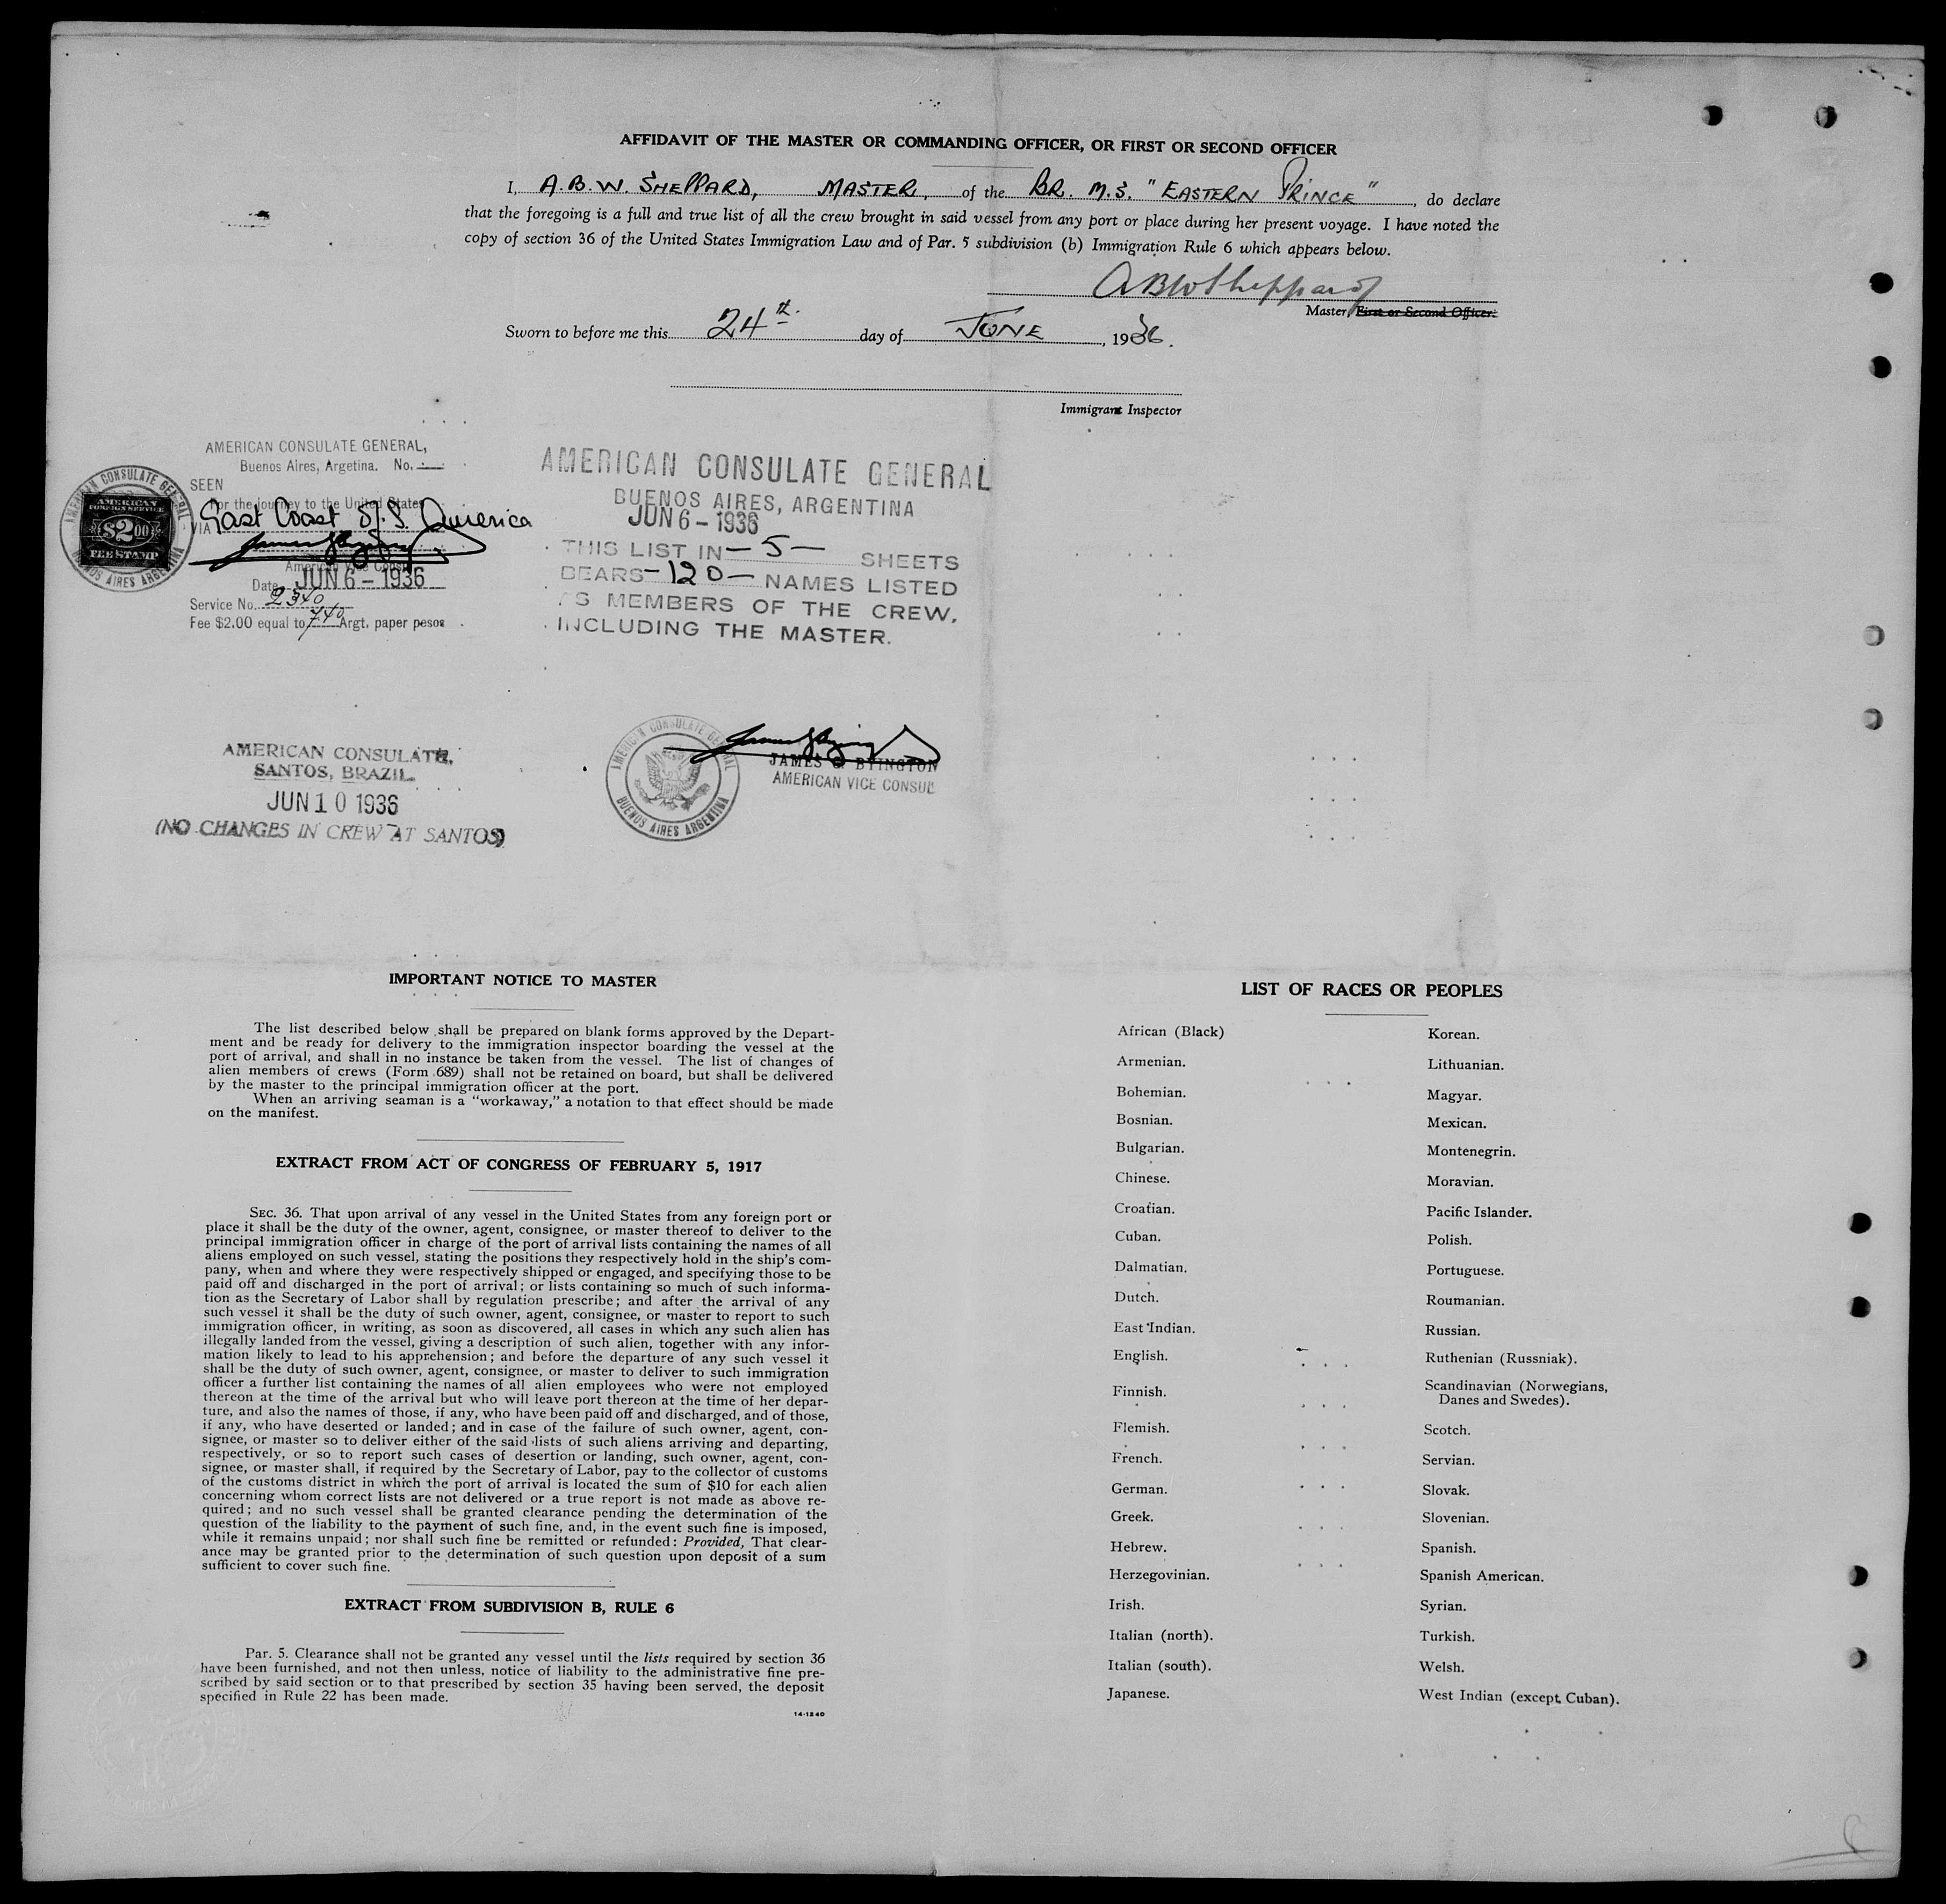 AFFIDAVIT OF THE MASTER OR COMMANDING OFFICER, OR FIRST OR SECOND OFFICER
I, A.B.W. SHEPPARD, MASTER, of the BR. M.S. "EASTERN PRINCE", do declare
that the foregoing is a full and true list of all the crew brought in said vessel from any port or place during her present voyage. I have noted the
copy of section 36 of the United States Immigration Law and of Par. 5 subdivision (b) Immigration Rule 6 which appears below.
ABWSheppard
Master, First or Second Officer.
Sworn to before me this 24th. day of JUNE, 1936.
Immigrant Inspector
AMERICAN CONSULATE GENERAL,
Buenos Aires, Argetina. No.
SEEN
For the journey to the United States
VIA East Coast of S. America
American Vice Consul
Date JUN 6 - 1936
Service No. 2340
Fee $2.00 equal to 7.40 Argt. paper pesos
AMERICAN CONSULATE GENERAL
AMERICAN
FOREIGN SERVICE
$2.00
FEE STAMP
BUENOS AIRES ARGENTINA
AMERICAN CONSULATE GENERAL
BUENOS AIRES, ARGENTINA
JUN 6 - 1936
THIS LIST IN - 5 - SHEETS
BEARS - 120 - NAMES LISTED
AS MEMBERS OF THE CREW,
INCLUDING THE MASTER.
AMERICAN CONSULATE GENERAL
BUENOS AIRES ARGENTINA
JAMES G. BYINGTON
AMERICAN VICE CONSUL
AMERICAN CONSULATE,
SANTOS, BRAZIL.
JUN 10 1936
(NO CHANGES IN CREW AT SANTOS)
IMPORTANT NOTICE TO MASTER
The list described below shall be prepared on blank forms approved by the Depart-
ment and be ready for delivery to the immigration inspector boarding the vessel at the
port of arrival, and shall in no instance be taken from the vessel. The list of changes of
alien members of crews (Form 689) shall not be retained on board, but shall be delivered
by the master to the principal immigration officer at the port.
When an arriving seaman is a "workaway," a notation to that effect should be made
on the manifest.
EXTRACT FROM ACT OF CONGRESS OF FEBRUARY 5, 1917
SEC. 36. That upon arrival of any vessel in the United States from any foreign port or
place it shall be the duty of the owner, agent, consignee, or master thereof to deliver to the
principal immigration officer in charge of the port of arrival lists containing the names of all
aliens employed on such vessel, stating the positions they respectively hold in the ship's com-
pany, when and where they were respectively shipped or engaged, and specifying those to be
paid off and discharged in the port of arrival; or lists containing so much of such informa-
tion as the Secretary of Labor shall by regulation prescribe; and after the arrival of any
such vessel it shall be the duty of such owner, agent, consignee, or master to report to such
immigration officer, in writing, as soon as discovered, all cases in which any such alien has
illegally landed from the vessel, giving a description of such alien, together with any infor-
mation likely to lead to his apprehension; and before the departure of any such vessel it
shall be the duty of such owner, agent, consignee, or master to deliver to such immigration
officer a further list containing the names of all alien employees who were not employed
thereon at the time of the arrival but who will leave port thereon at the time of her depar-
ture, and also the names of those, if any, who have been paid off and discharged, and of those,
if any, who have deserted or landed; and in case of the failure of such owner, agent, con-
signee, or master so to deliver either of the said lists of such aliens arriving and departing,
respectively, or so to report such cases of desertion or landing, such owner, agent, con-
signee, or master shall, if required by the Secretary of Labor, pay to the collector of customs
of the customs district in which the port of arrival is located the sum of $10 for each alien
concerning whom correct lists are not delivered or a true report is not made as above re-
quired; and no such vessel shall be granted clearance pending the determination of the
question of the liability to the payment of such fine, and, in the event such fine is imposed,
while it remains unpaid; nor shall such fine be remitted or refunded: Provided, That clear-
ance may be granted prior to the determination of such question upon deposit of a sum
sufficient to cover such fine.
EXTRACT FROM SUBDIVISION B, RULE 6
Par. 5. Clearance shall not be granted any vessel until the lists required by section 36
have been furnished, and not then unless, notice of liability to the administrative fine pre-
scribed by said section or to that prescribed by section 35 having been served, the deposit
specified in Rule 22 has been made.
14-1240
LIST OF RACES OR PEOPLES
African (Black)
Armenian.
Bohemian.
Bosnian.
Bulgarian.
Chinese.
Croatian.
Cuban.
Dalmatian.
Dutch.
East Indian.
English.
Finnish.
Flemish.
French.
German.
Greek.
Hebrew.
Herzegovinian.
Irish.
Italian (north).
Italian (south).
Japanese.
Korean.
Lithuanian.
Magyar.
Mexican.
Montenegrin.
Moravian.
Pacific Islander.
Polish.
Portuguese.
Roumanian.
Russian.
Ruthenian (Russniak).
Scandinavian (Norwegians,
Danes and Swedes).
Scotch.
Servian.
Slovak.
Slovenian.
Spanish.
Spanish American.
Syrian.
Turkish.
Welsh.
West Indian (except Cuban).